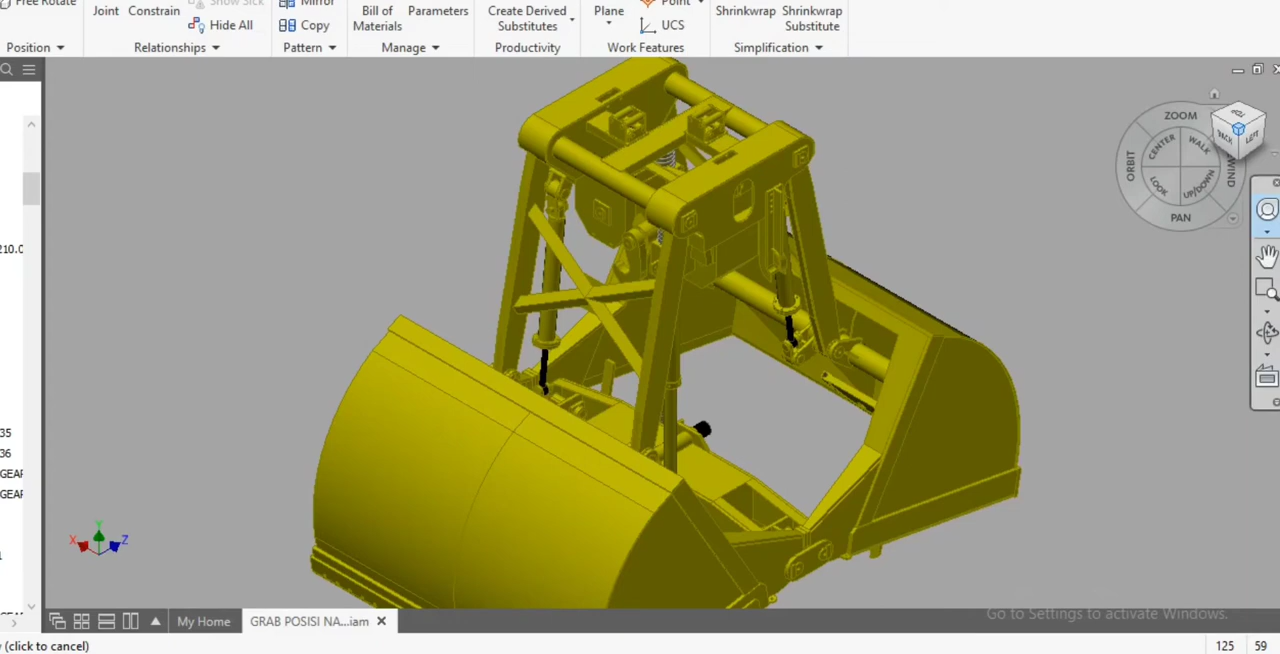 Free Rotate
Joint Constrain
Show Sick
Hide All
Mirror
Copy
Bill of
Materials
Parameters
Create Derived
Substitutes
Plane
Point
UCS
Shrinkwrap Shrinkwrap
Substitute
Position
Relationships
Pattern
Manage
Productivity
Work Features
Simplification
ZOOM
ORBIT
CENTER
WALK
LOOK
UP/DOWN
PAN
BACK
LEFT
210.0
35
36
GEAR
GEAR
X
Y
Z
My Home
GRAB POSISI NA...iam
Go to Settings to activate Windows.
(click to cancel)
125 59